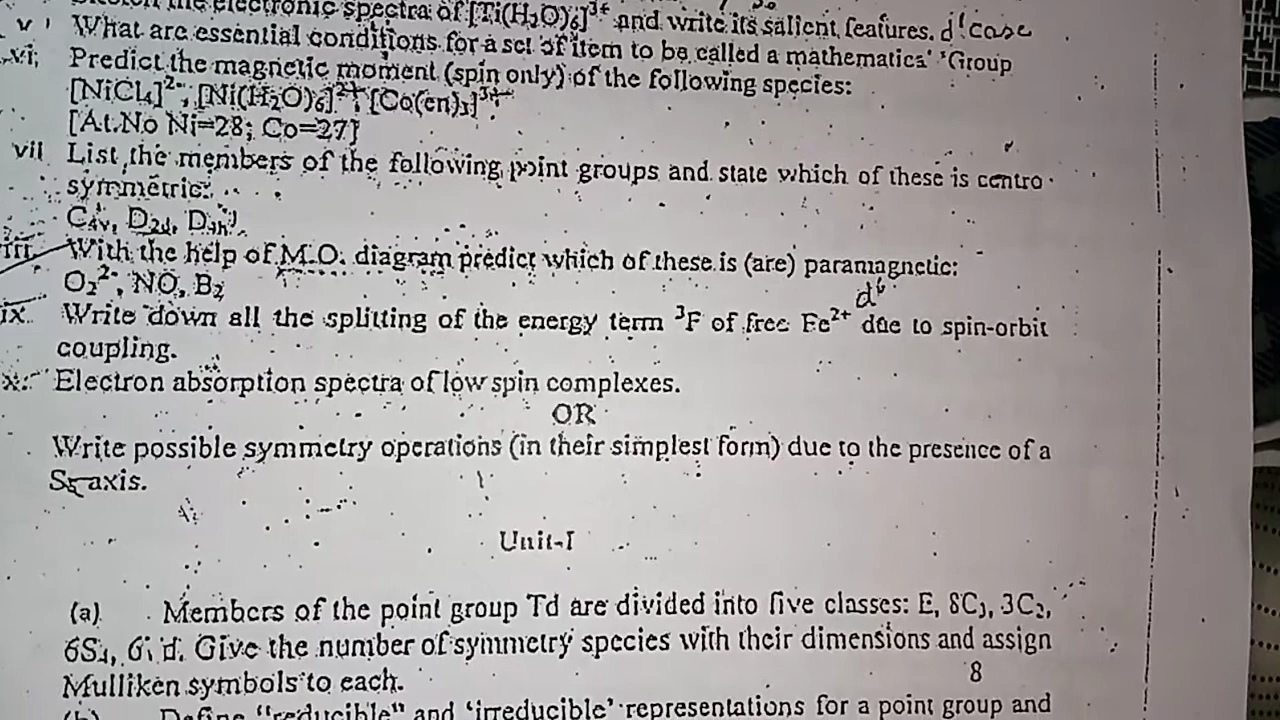 the electronic spectra of [Ti(H₂O)₆]³⁺ and write its salient features. d¹ case
v What are essential conditions for a set of item to be called a mathematical 'Group
vi, Predict the magnetic moment (spin only) of the following species:
[NiCl₄]²⁻, [Ni(H₂O)₆]²⁺, [Co(en)₃]³⁺.
[At.No Ni=28; Co=27]
vii List the members of the following point groups and state which of these is centro-
symmetric:
C₄ᵥ, D₂d, D₃h
iii. With the help of M.O. diagram predict which of these is (are) paramagnetic:
O₂²⁻, NO, B₂
d⁶
ix. Write down all the splitting of the energy term ³F of free Fe²⁺ due to spin-orbit
coupling.
x. Electron absorption spectra of low spin complexes.
OR
Write possible symmetry operations (in their simplest form) due to the presence of a
S₅ axis.
Unit-I
(a) Members of the point group Td are divided into five classes: E, 8C₃, 3C₂,
6S₄, 6 d. Give the number of symmetry species with their dimensions and assign
Mulliken symbols to each. 8
(b) Define "reducible" and 'irreducible' representations for a point group and